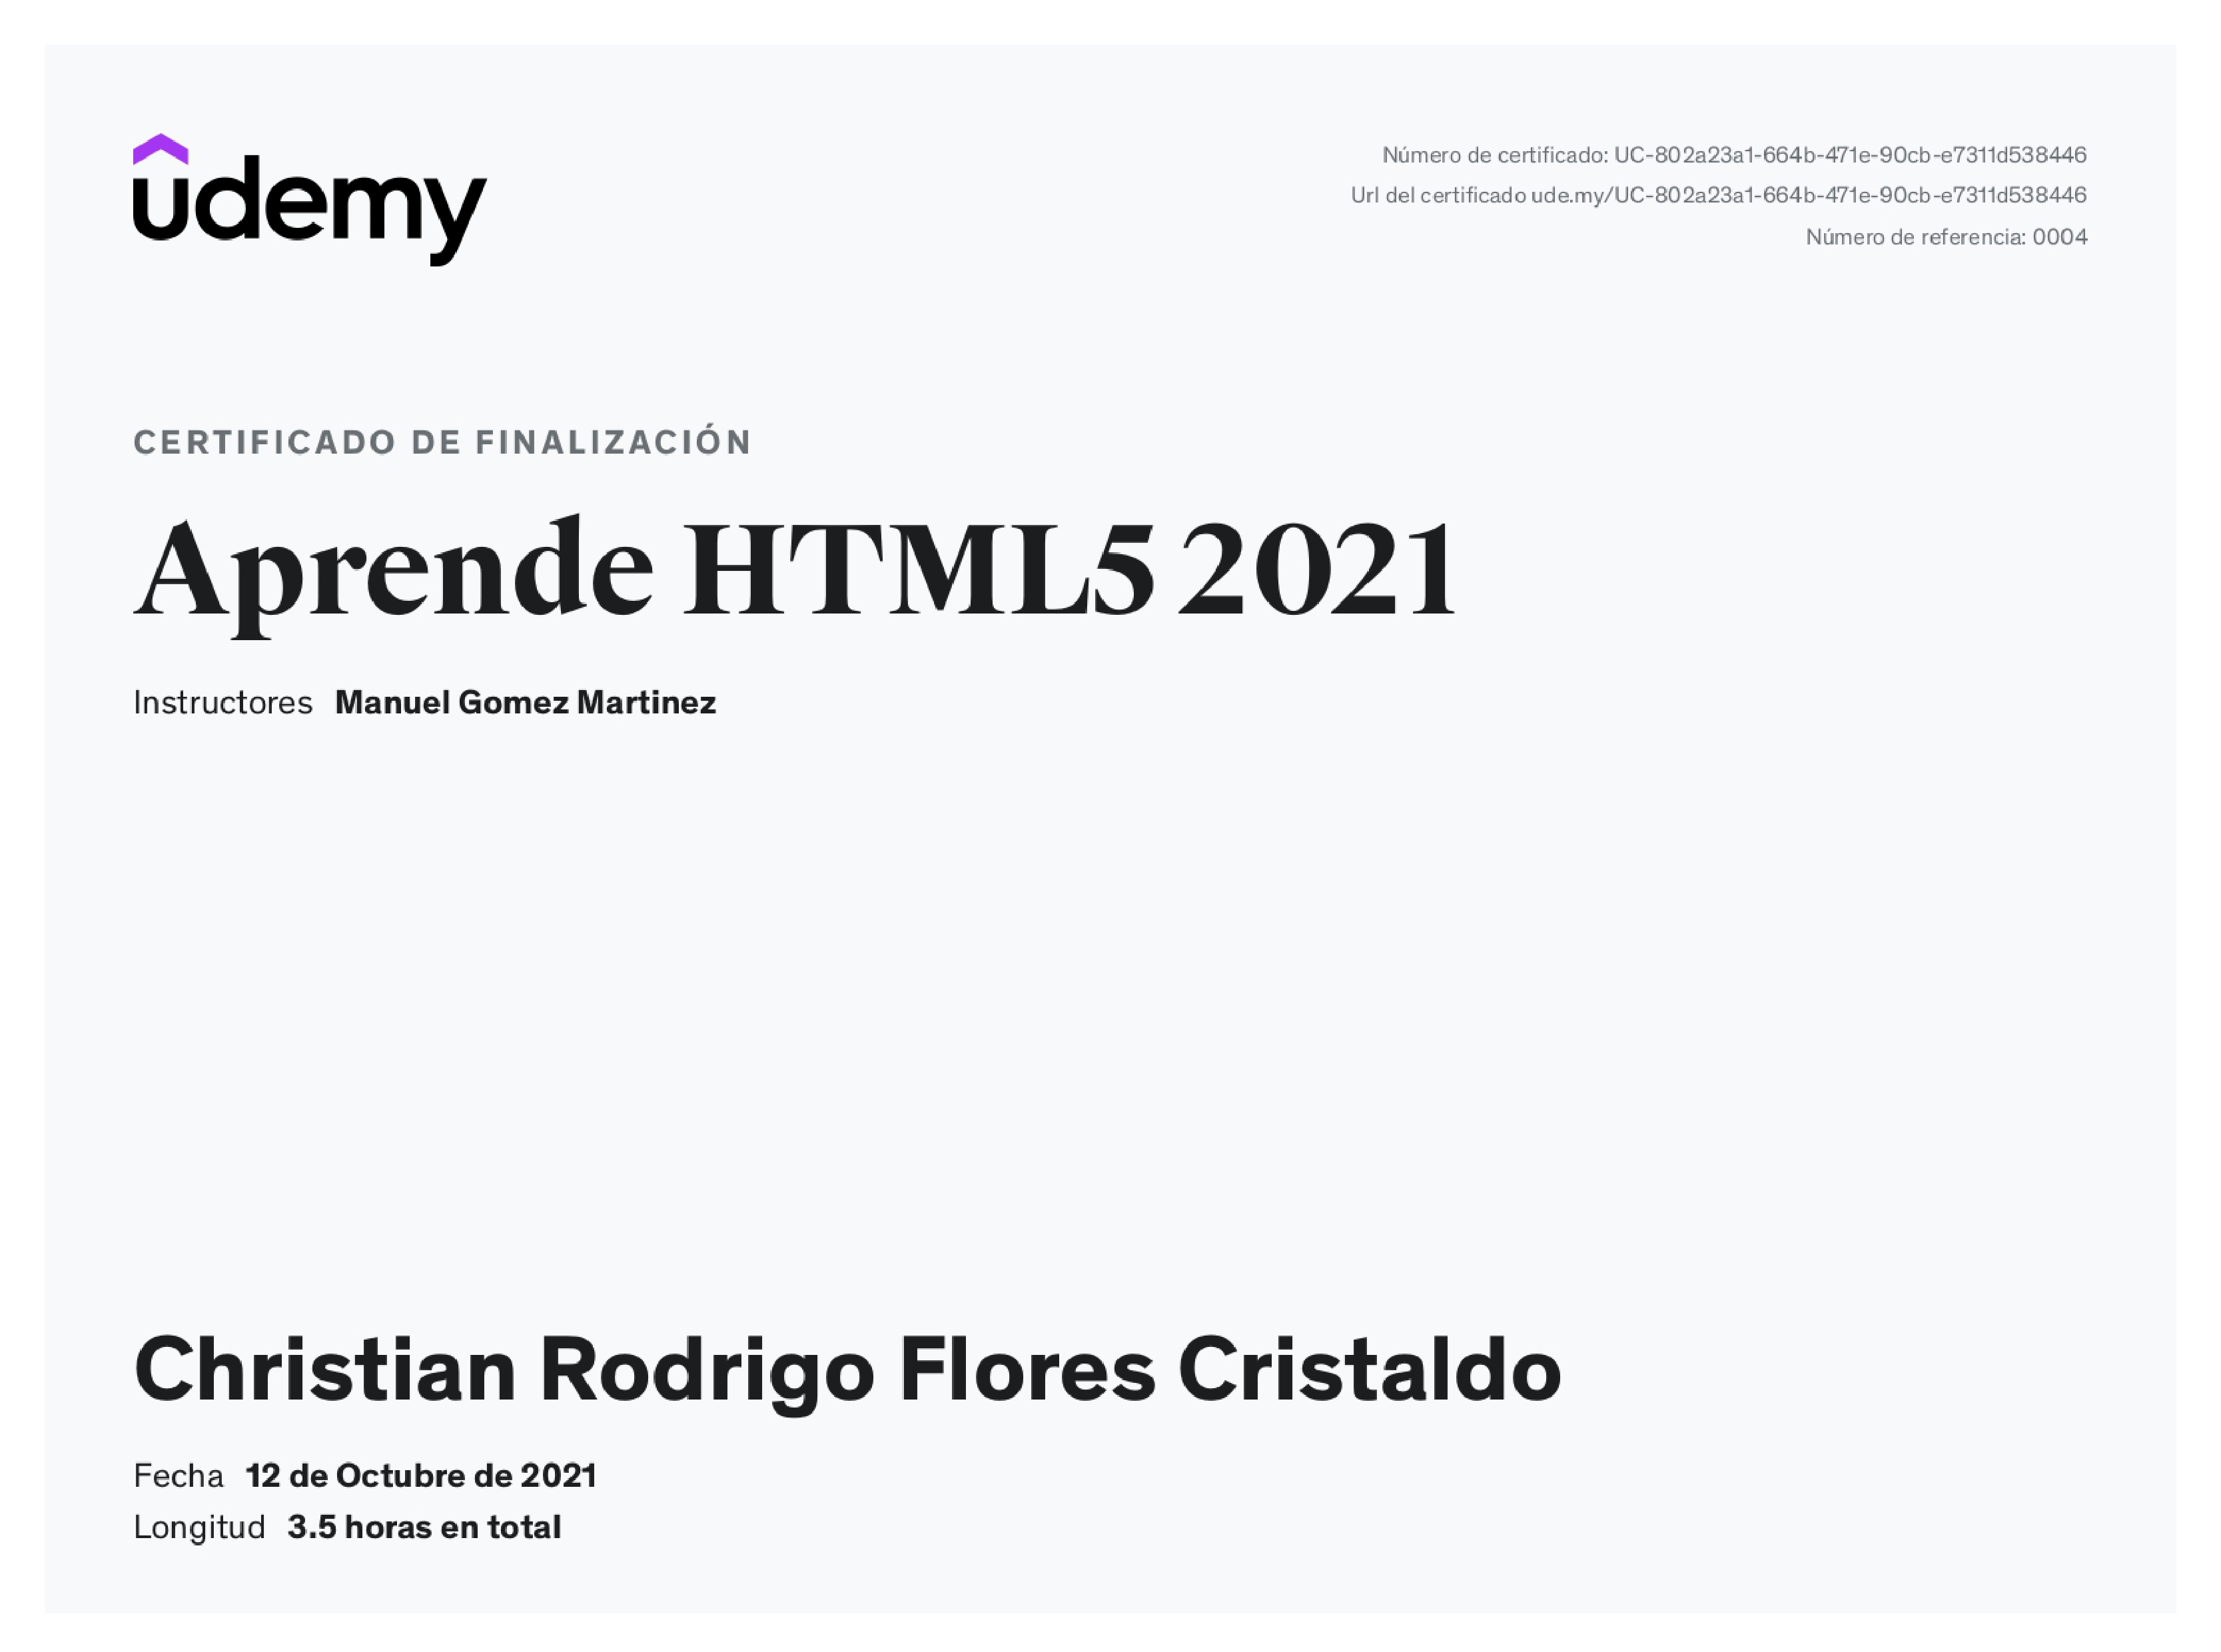 udemy
Número de certificado: UC-802a23a1-664b-471e-90cb-e7311d538446
Url del certificado ude.my/UC-802a23a1-664b-471e-90cb-e7311d538446
Número de referencia: 0004
CERTIFICADO DE FINALIZACIÓN
Aprende HTML5 2021
Instructores Manuel Gomez Martinez
Christian Rodrigo Flores Cristaldo
Fecha 12 de Octubre de 2021
Longitud 3.5 horas en total